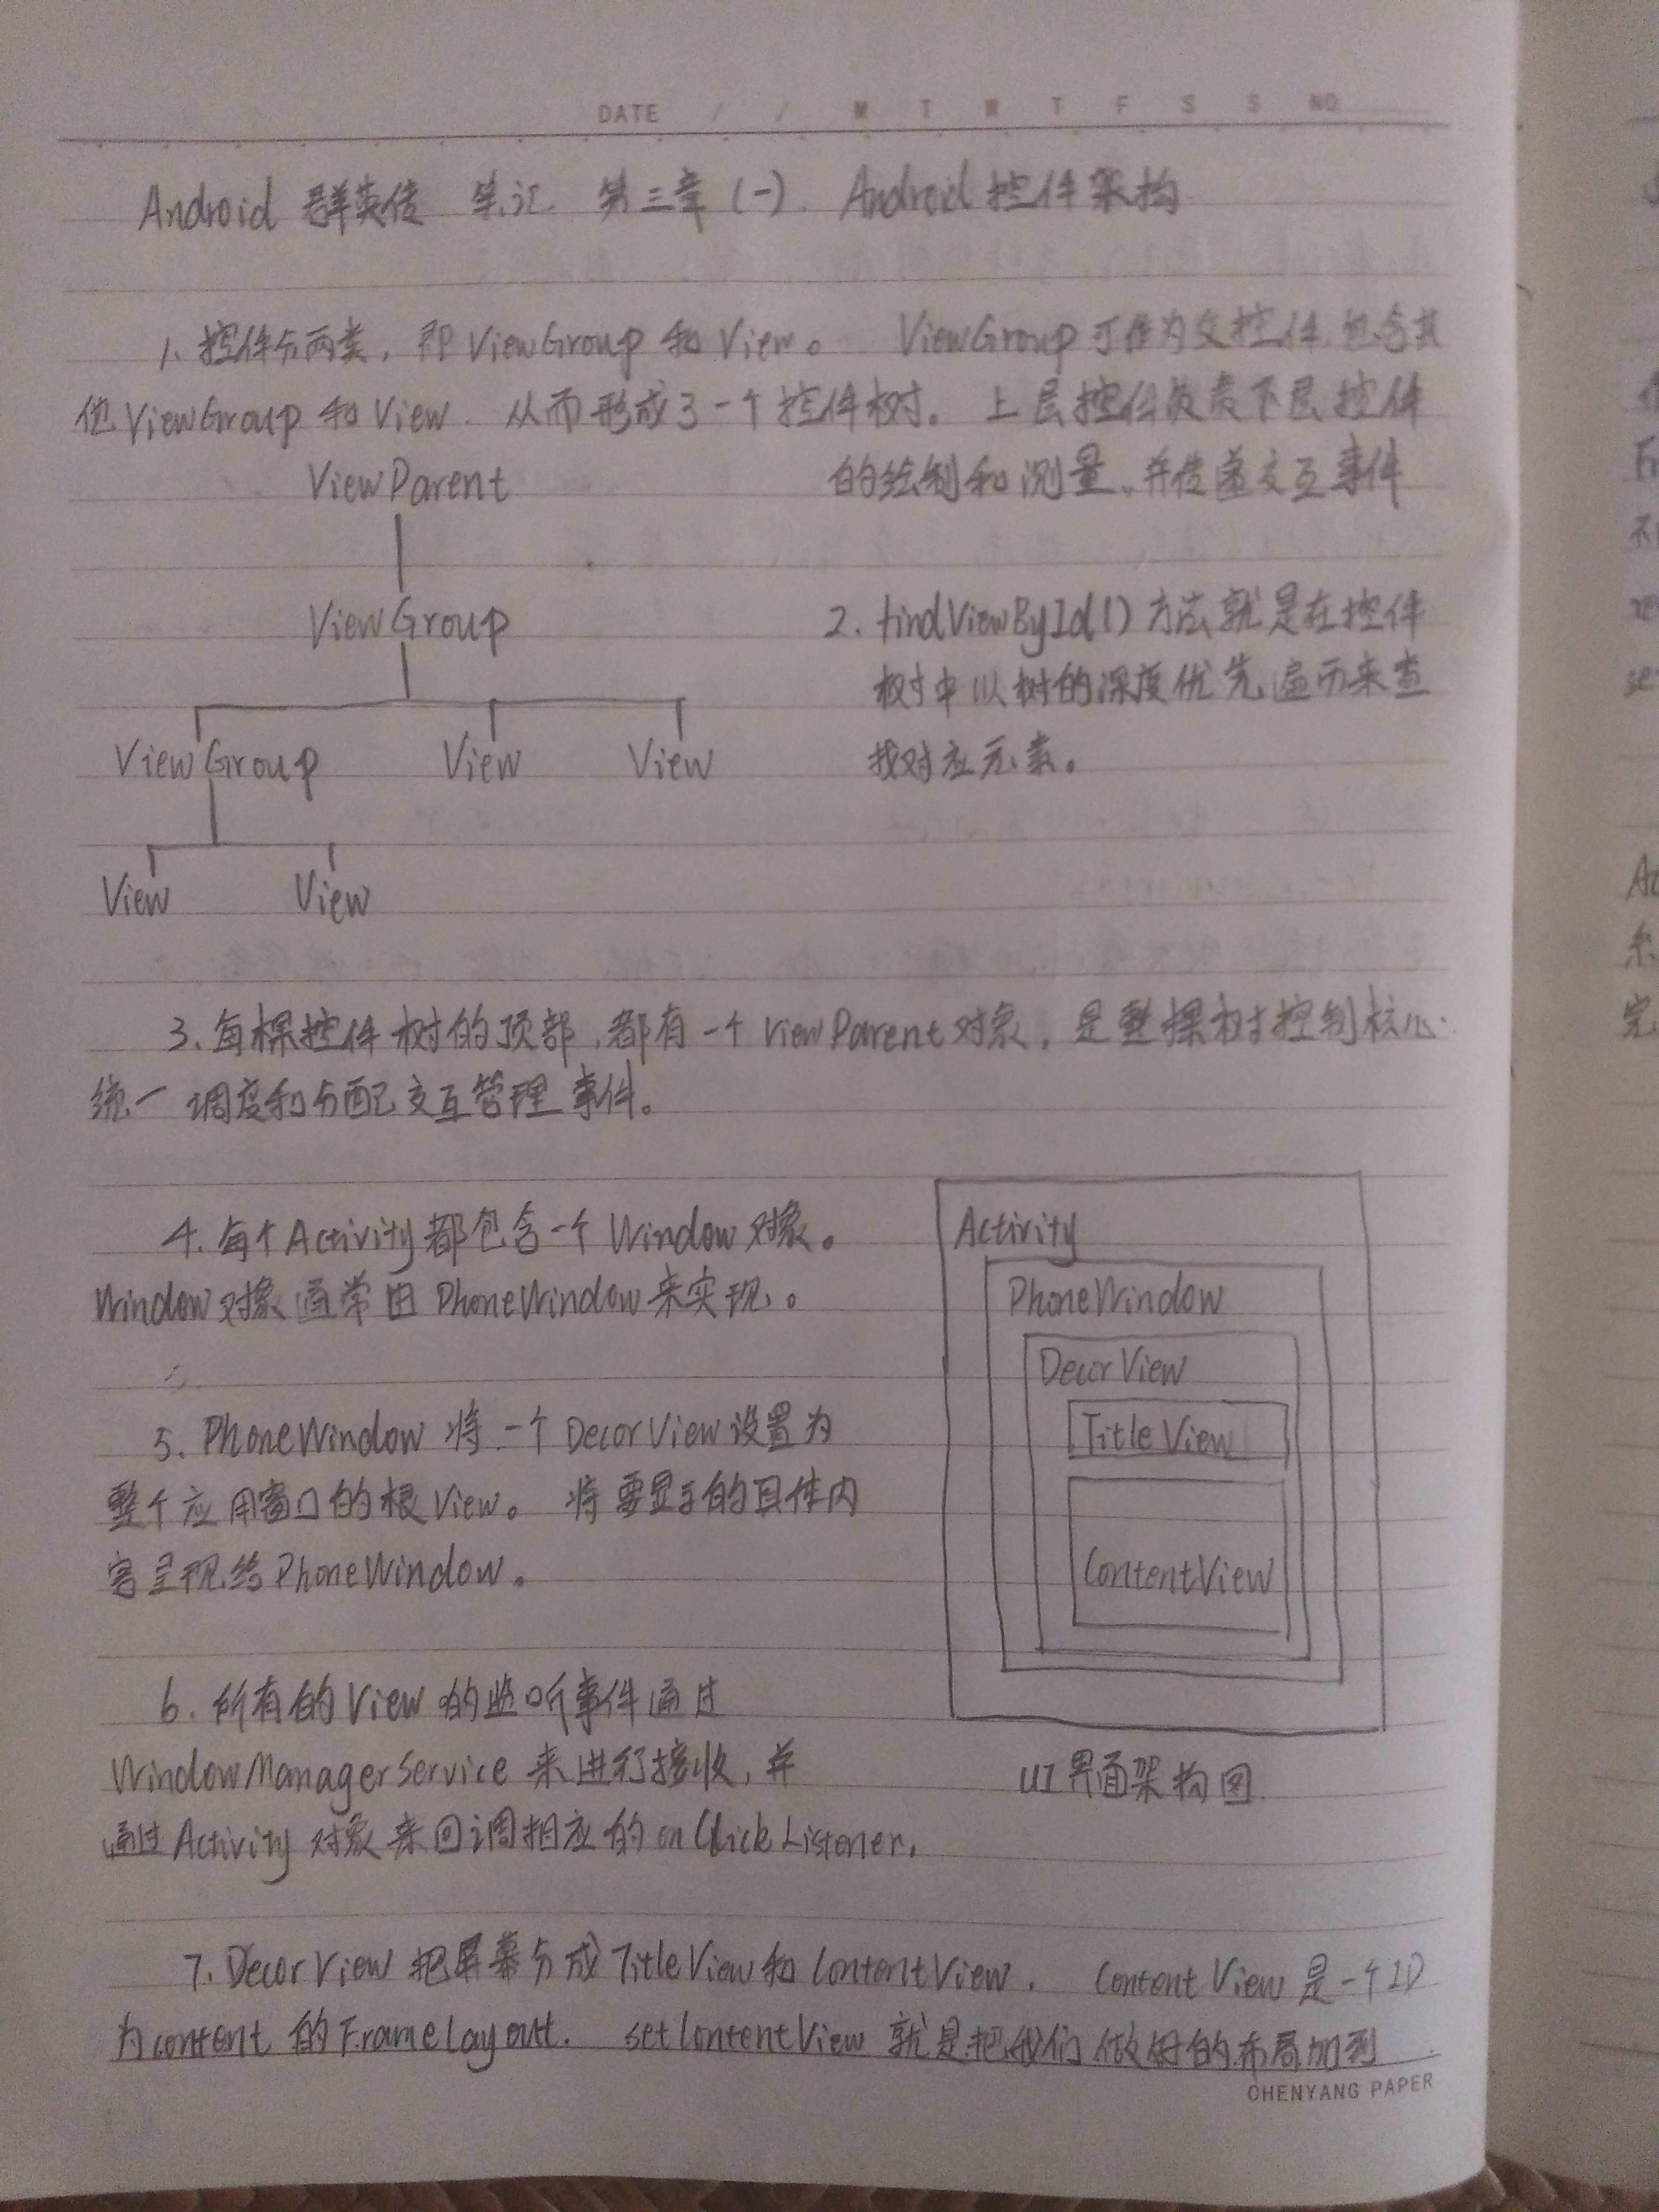 DATE / / M T W T F S S NO
Android 群英传 笔记 第三章 (一). Android 控件架构
1. 控件分两类, 即 ViewGroup 和 View。 ViewGroup 可作为父控件包含其
他 ViewGroup 和 View. 从而形成了一个控件树。 上层控件负责下层控件
的绘制和测量,并传递交互事件
ViewParent
ViewGroup
ViewGroup View View
View View
2. findViewById() 方法就是在控件
树中以树的深度优先遍历来查
找对应元素。
3. 每棵控件树的顶部,都有一个 ViewParent 对象, 是整棵树控制核心.
统一调度和分配交互管理事件。
4. 每个 Activity 都包含一个 Window 对象。
Window 对象通常由 PhoneWindow 来实现。
5. PhoneWindow 将一个 DecorView 设置为
整个应用窗口的根 View。 将要显示的具体内
容呈现给 PhoneWindow。
6. 所有的 View 的监听事件通过
WindowManagerService 来进行接收, 并
通过 Activity 对象来回调相应的 onClickListener.
Activity
PhoneWindow
DecorView
TitleView
ContentView
UI 界面架构图
7. DecorView 把屏幕分成 TitleView 和 ContentView. ContentView 是一个 ID
为 content 的 FrameLayout. setContentView 就是把我们做好的布局加到
CHENYANG PAPER